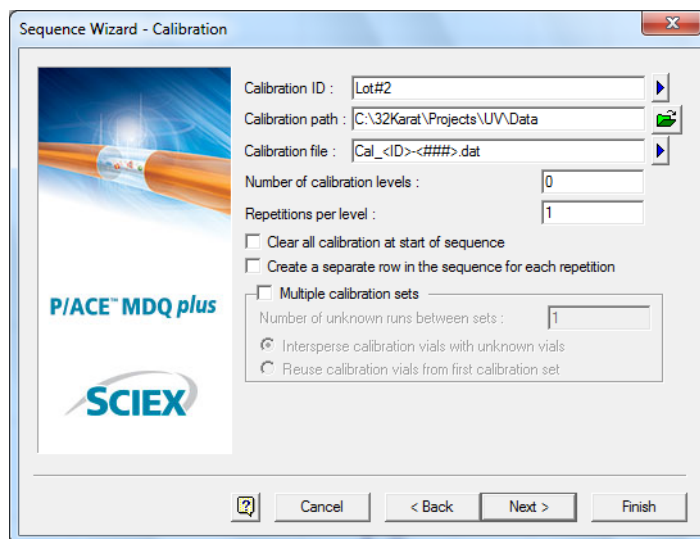 Sequence Wizard - Calibration
Calibration ID : Lot#2
Calibration path : C:\32Karat\Projects\UV\Data
Calibration file : Cal_<ID>-<###>.dat
Number of calibration levels : 0
Repetitions per level : 1
Clear all calibration at start of sequence
Create a separate row in the sequence for each repetition
Multiple calibration sets
Number of unknown runs between sets : 1
Intersperse calibration vials with unknown vials
Reuse calibration vials from first calibration set
P/ACE™ MDQ plus
SCIEX
Cancel < Back Next > Finish